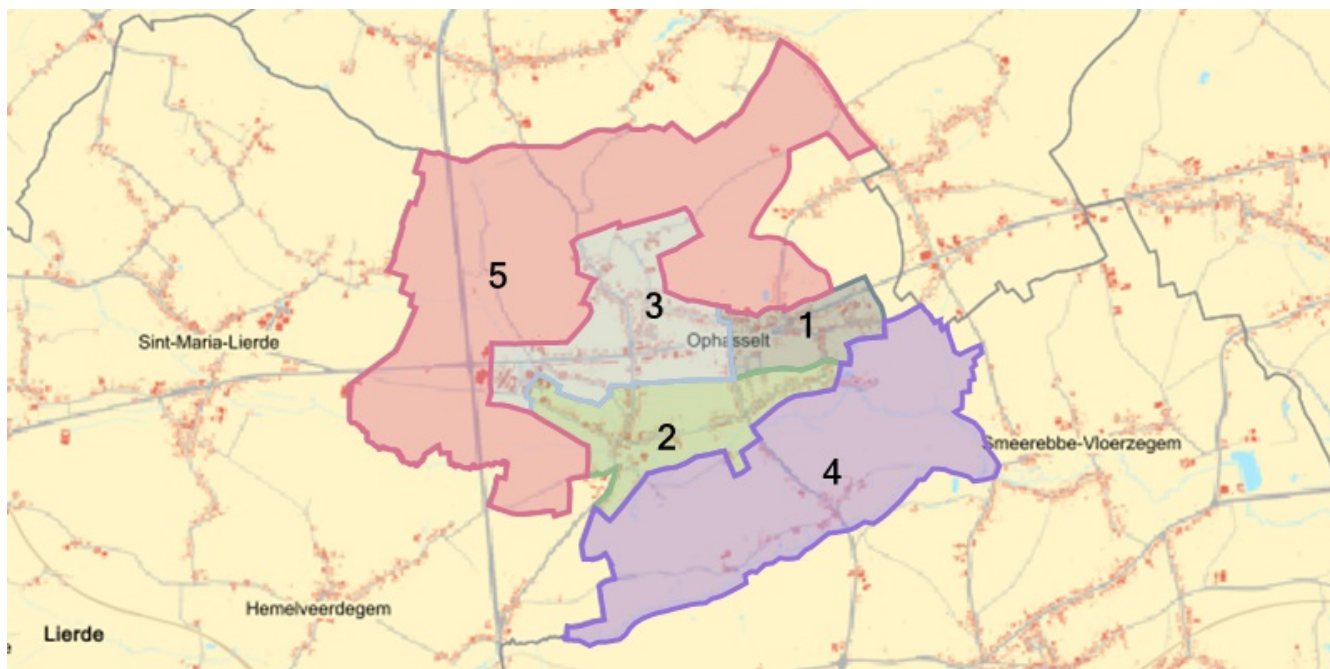 5
3
1
Sint-Maria-Lierde
Ophasselt
2
Smeerebbe-Vloerzegem
4
Hemelveerdegem
Lierde